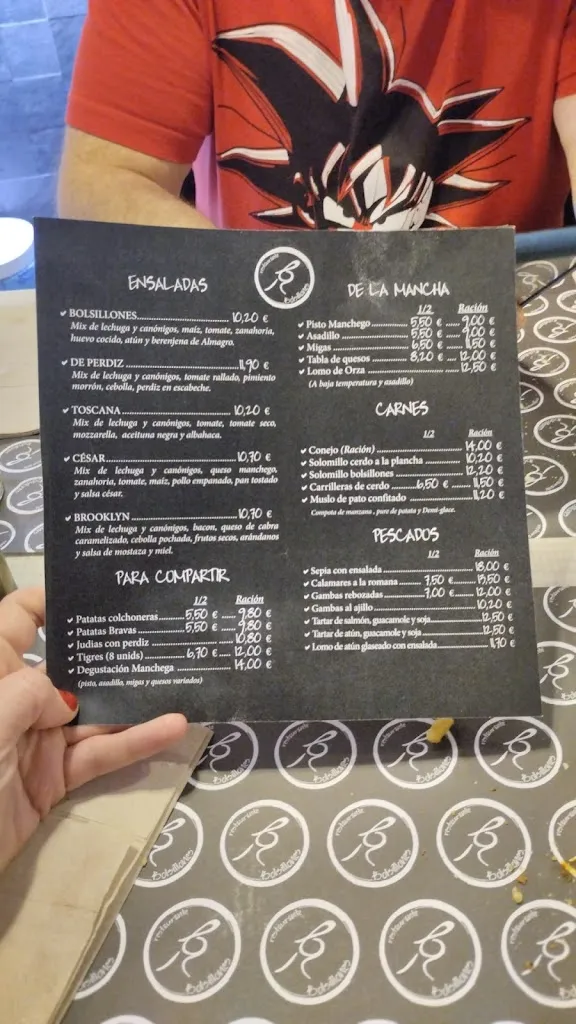 ENSALADAS
BOLSILLONES 10,20 €
Mix de lechuga y canónigos, maíz, tomate, zanahoria,
huevo cocido, atún y berenjena de Almagro.
DE PERDIZ 11,90 €
Mix de lechuga y canónigos, tomate rallado, pimiento
morrón, cebolla, perdiz en escabeche.
TOSCANA 10,20 €
Mix de lechuga y canónigos, tomate, tomate seco,
mozzarella, aceituna negra y albahaca.
CÉSAR 10,70 €
Mix de lechuga y canónigos, queso manchego,
zanahoria, tomate, maíz, pollo empanado, pan tostado
y salsa césar.
BROOKLYN 10,70 €
Mix de lechuga y canónigos, bacon, queso de cabra
caramelizado, cebolla pochada, frutos secos, arándanos
y salsa de mostaza y miel.
PARA COMPARTIR
1/2 Ración
Patatas colchoneras 5,50 € 9,80 €
Patatas Bravas 5,50 € 9,80 €
Judias con perdiz 10,80 €
Tigres (8 unids) 6,70 € 12,00 €
Degustación Manchega 14,00 €
(pisto, asadillo, migas y quesos variados)
restaurante
Bolsillones
DE LA MANCHA
1/2 Ración
Pisto Manchego 5,50 € 9,00 €
Asadillo 5,50 € 9,00 €
Migas 6,50 € 11,50 €
Tabla de quesos 8,20 € 12,00 €
Lomo de Orza 12,50 €
(A baja temperatura y asadillo)
CARNES
1/2 Ración
Conejo (Ración) 14,00 €
Solomillo cerdo a la plancha 10,20 €
Solomillo bolsillones 12,20 €
Carrilleras de cerdo 6,50 € 11,50 €
Muslo de pato confitado 11,20 €
Compota de manzana, pure de patata y Demi-glace.
PESCADOS
1/2 Ración
Sepia con ensalada 18,00 €
Calamares a la romana 7,50 € 13,50 €
Gambas rebozadas 7,00 € 12,00 €
Gambas al ajillo 10,20 €
Tartar de salmón, guacamole y soja 12,50 €
Tartar de atún, guacamole y soja 12,50 €
Lomo de atún glaseado con ensalada 11,70 €